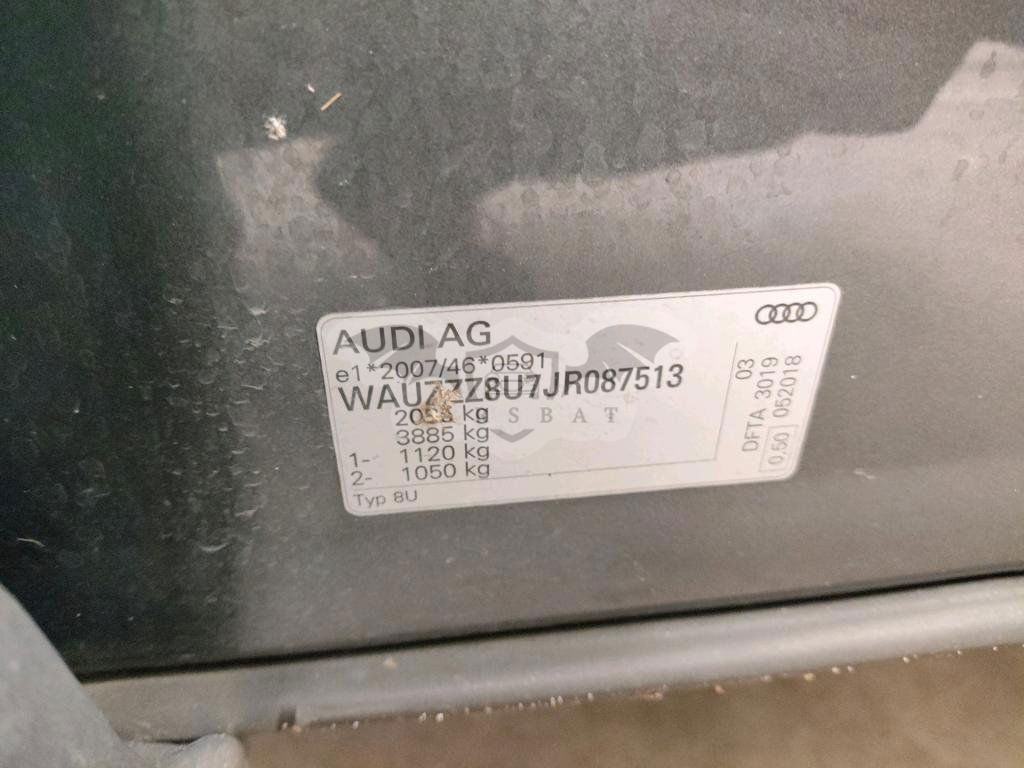 AUDI AG
e1*2007/46*0591
WAUZZZ8U7JR087513
kg
3885 kg
1- 1120 kg
2- 1050 kg
Typ 8U
03
DFTA 3019
0,50 052018
SBAT